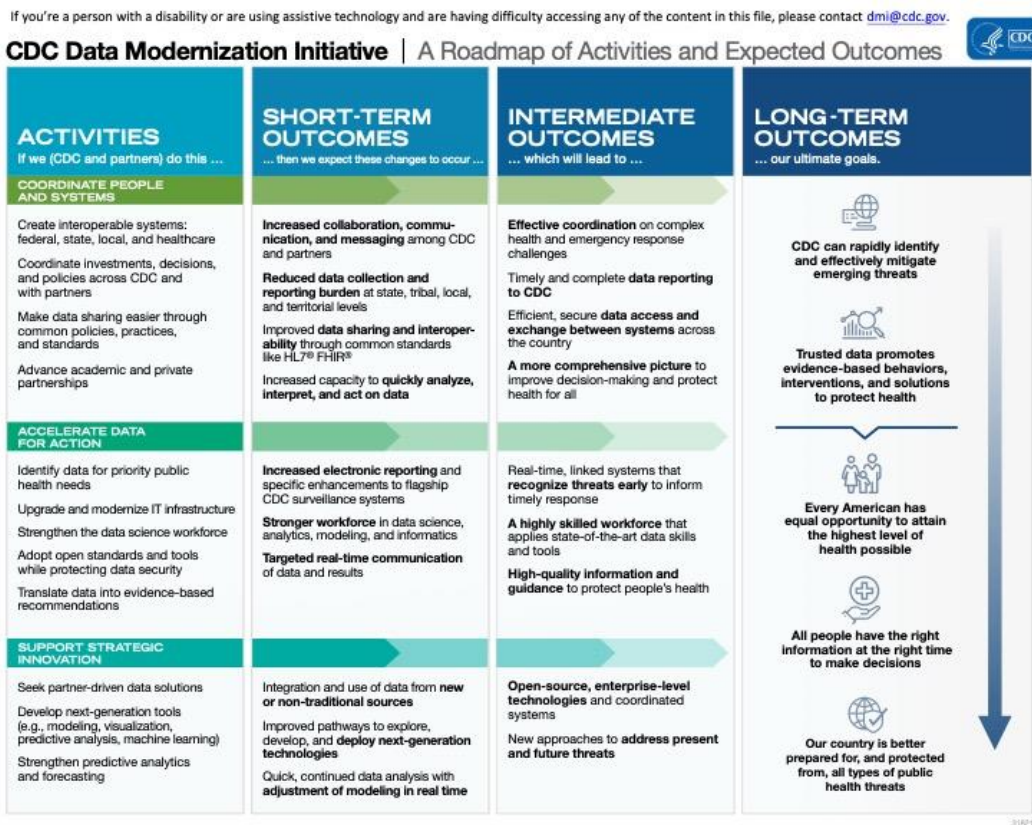 If you're a person with a disability or are using assistive technology and are having difficulty accessing any of the content in this file, please contact dmi@cdc.gov.
CDC Data Modernization Initiative | A Roadmap of Activities and Expected Outcomes
CDC
ACTIVITIES
If we (CDC and partners) do this ...
SHORT-TERM
OUTCOMES
... then we expect these changes to occur ...
INTERMEDIATE
OUTCOMES
... which will lead to ...
LONG-TERM
OUTCOMES
... our ultimate goals.
COORDINATE PEOPLE
AND SYSTEMS
Create interoperable systems:
federal, state, local, and healthcare
Coordinate investments, decisions,
and policies across CDC and
with partners
Make data sharing easier through
common policies, practices,
and standards
Advance academic and private
partnerships
Increased collaboration, commu-
nication, and messaging among CDC
and partners
Reduced data collection and
reporting burden at state, tribal, local,
and territorial levels
Improved data sharing and interoper-
ability through common standards
like HL7® FHIR®
Increased capacity to quickly analyze,
interpret, and act on data
Effective coordination on complex
health and emergency response
challenges
Timely and complete data reporting
to CDC
Efficient, secure data access and
exchange between systems across
the country
A more comprehensive picture to
improve decision-making and protect
health for all
ACCELERATE DATA
FOR ACTION
Identify data for priority public
health needs
Upgrade and modernize IT infrastructure
Strengthen the data science workforce
Adopt open standards and tools
while protecting data security
Translate data into evidence-based
recommendations
Increased electronic reporting and
specific enhancements to flagship
CDC surveillance systems
Stronger workforce in data science,
analytics, modeling, and informatics
Targeted real-time communication
of data and results
Real-time, linked systems that
recognize threats early to inform
timely response
A highly skilled workforce that
applies state-of-the-art data skills
and tools
High-quality information and
guidance to protect people's health
SUPPORT STRATEGIC
INNOVATION
Seek partner-driven data solutions
Develop next-generation tools
(e.g., modeling, visualization,
predictive analysis, machine learning)
Strengthen predictive analytics
and forecasting
Integration and use of data from new
or non-traditional sources
Improved pathways to explore,
develop, and deploy next-generation
technologies
Quick, continued data analysis with
adjustment of modeling in real time
Open-source, enterprise-level
technologies and coordinated
systems
New approaches to address present
and future threats
CDC can rapidly identify
and effectively mitigate
emerging threats
Trusted data promotes
evidence-based behaviors,
interventions, and solutions
to protect health
Every American has
equal opportunity to attain
the highest level of
health possible
All people have the right
information at the right time
to make decisions
Our country is better
prepared for, and protected
from, all types of public
health threats